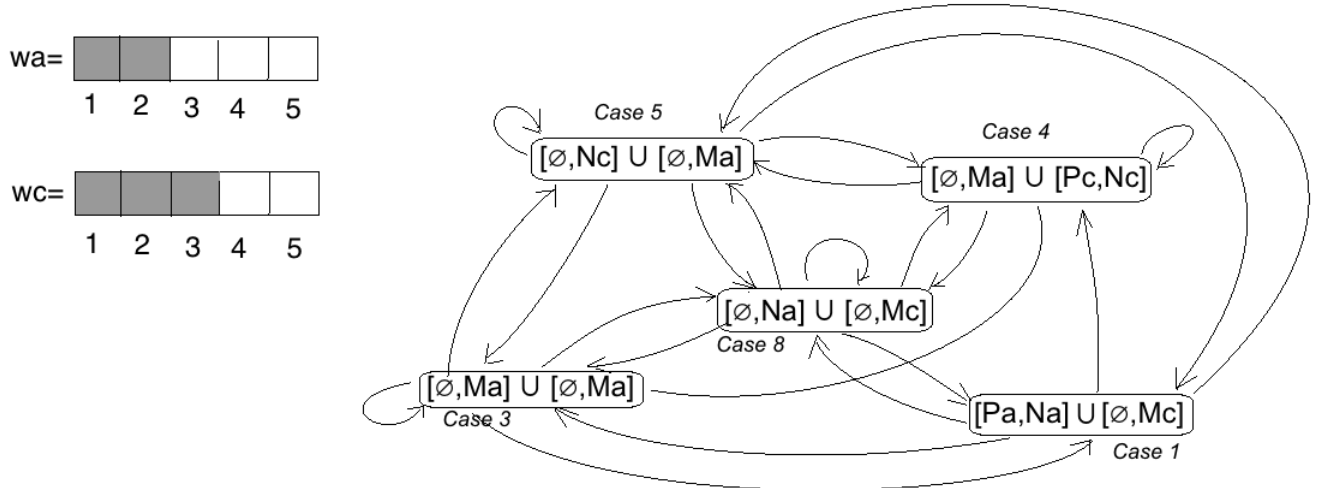 wa=
1 2 3 4 5
wc=
1 2 3 4 5
Case 5
[∅,Nc] ∪ [∅,Ma]
Case 4
[∅,Ma] ∪ [Pc,Nc]
[∅,Na] ∪ [∅,Mc]
Case 8
[∅,Ma] ∪ [∅,Ma]
Case 3
[Pa,Na] ∪ [∅,Mc]
Case 1